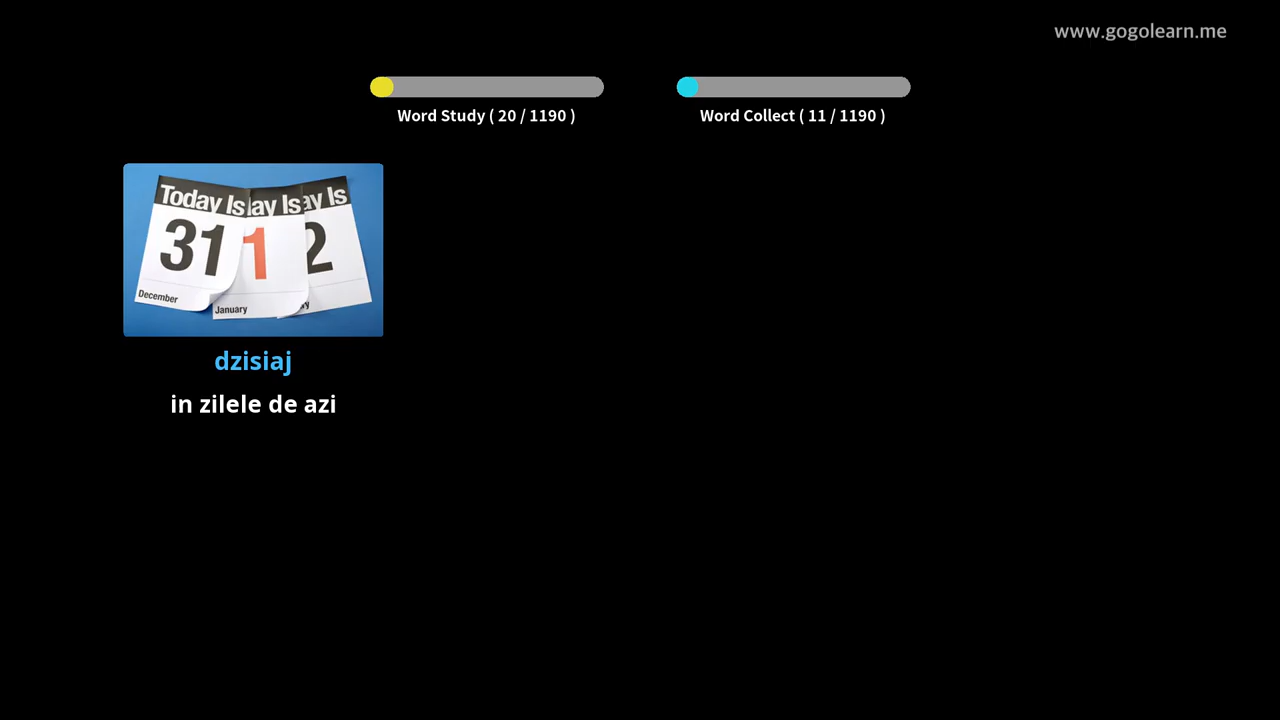 www.gogolearn.me
Word Study ( 20 / 1190 )
Word Collect ( 11 / 1190 )
Today Is
31
December
ay Is
1
January
ay Is
2
ry
dzisiaj
in zilele de azi